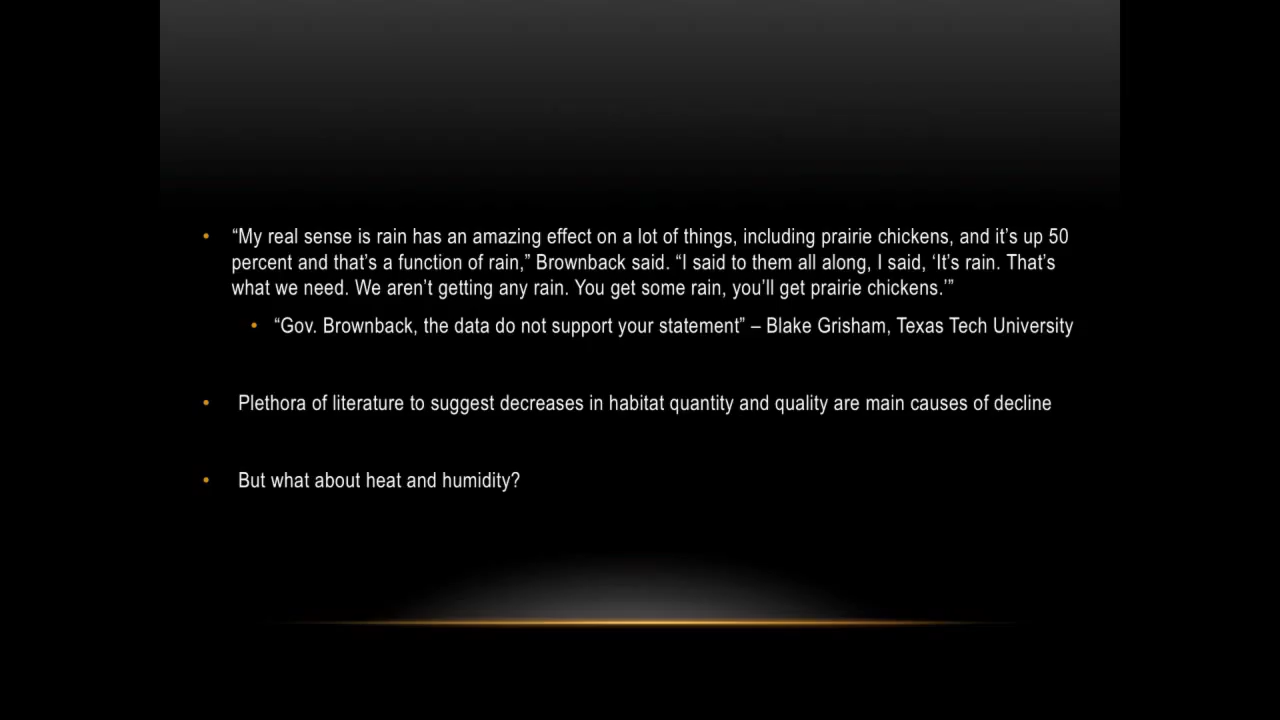 • “My real sense is rain has an amazing effect on a lot of things, including prairie chickens, and it’s up 50
percent and that’s a function of rain,” Brownback said. “I said to them all along, I said, ‘It’s rain. That’s
what we need. We aren’t getting any rain. You get some rain, you’ll get prairie chickens.’”
• “Gov. Brownback, the data do not support your statement” – Blake Grisham, Texas Tech University
• Plethora of literature to suggest decreases in habitat quantity and quality are main causes of decline
• But what about heat and humidity?